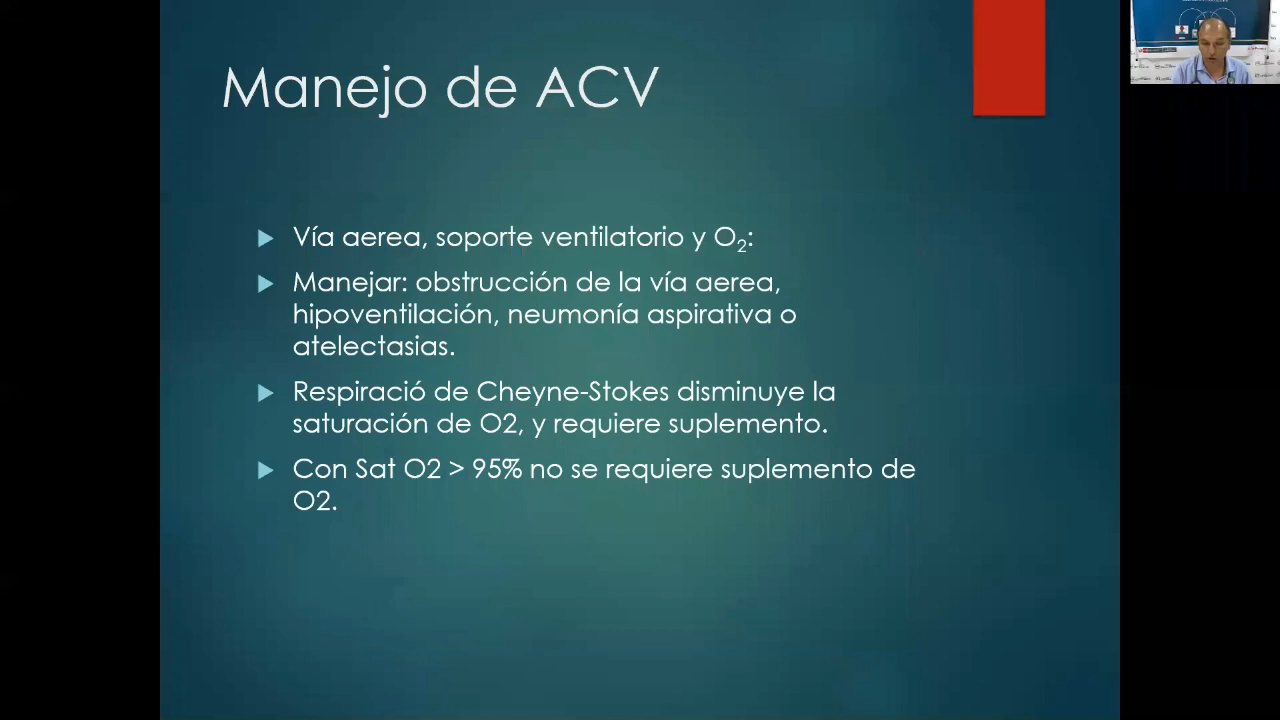 Manejo de ACV
Vía aerea, soporte ventilatorio y O₂:
Manejar: obstrucción de la vía aerea,
hipoventilación, neumonía aspirativa o
atelectasias.
Respiració de Cheyne-Stokes disminuye la
saturación de O2, y requiere suplemento.
Con Sat O2 > 95% no se requiere suplemento de
O2.